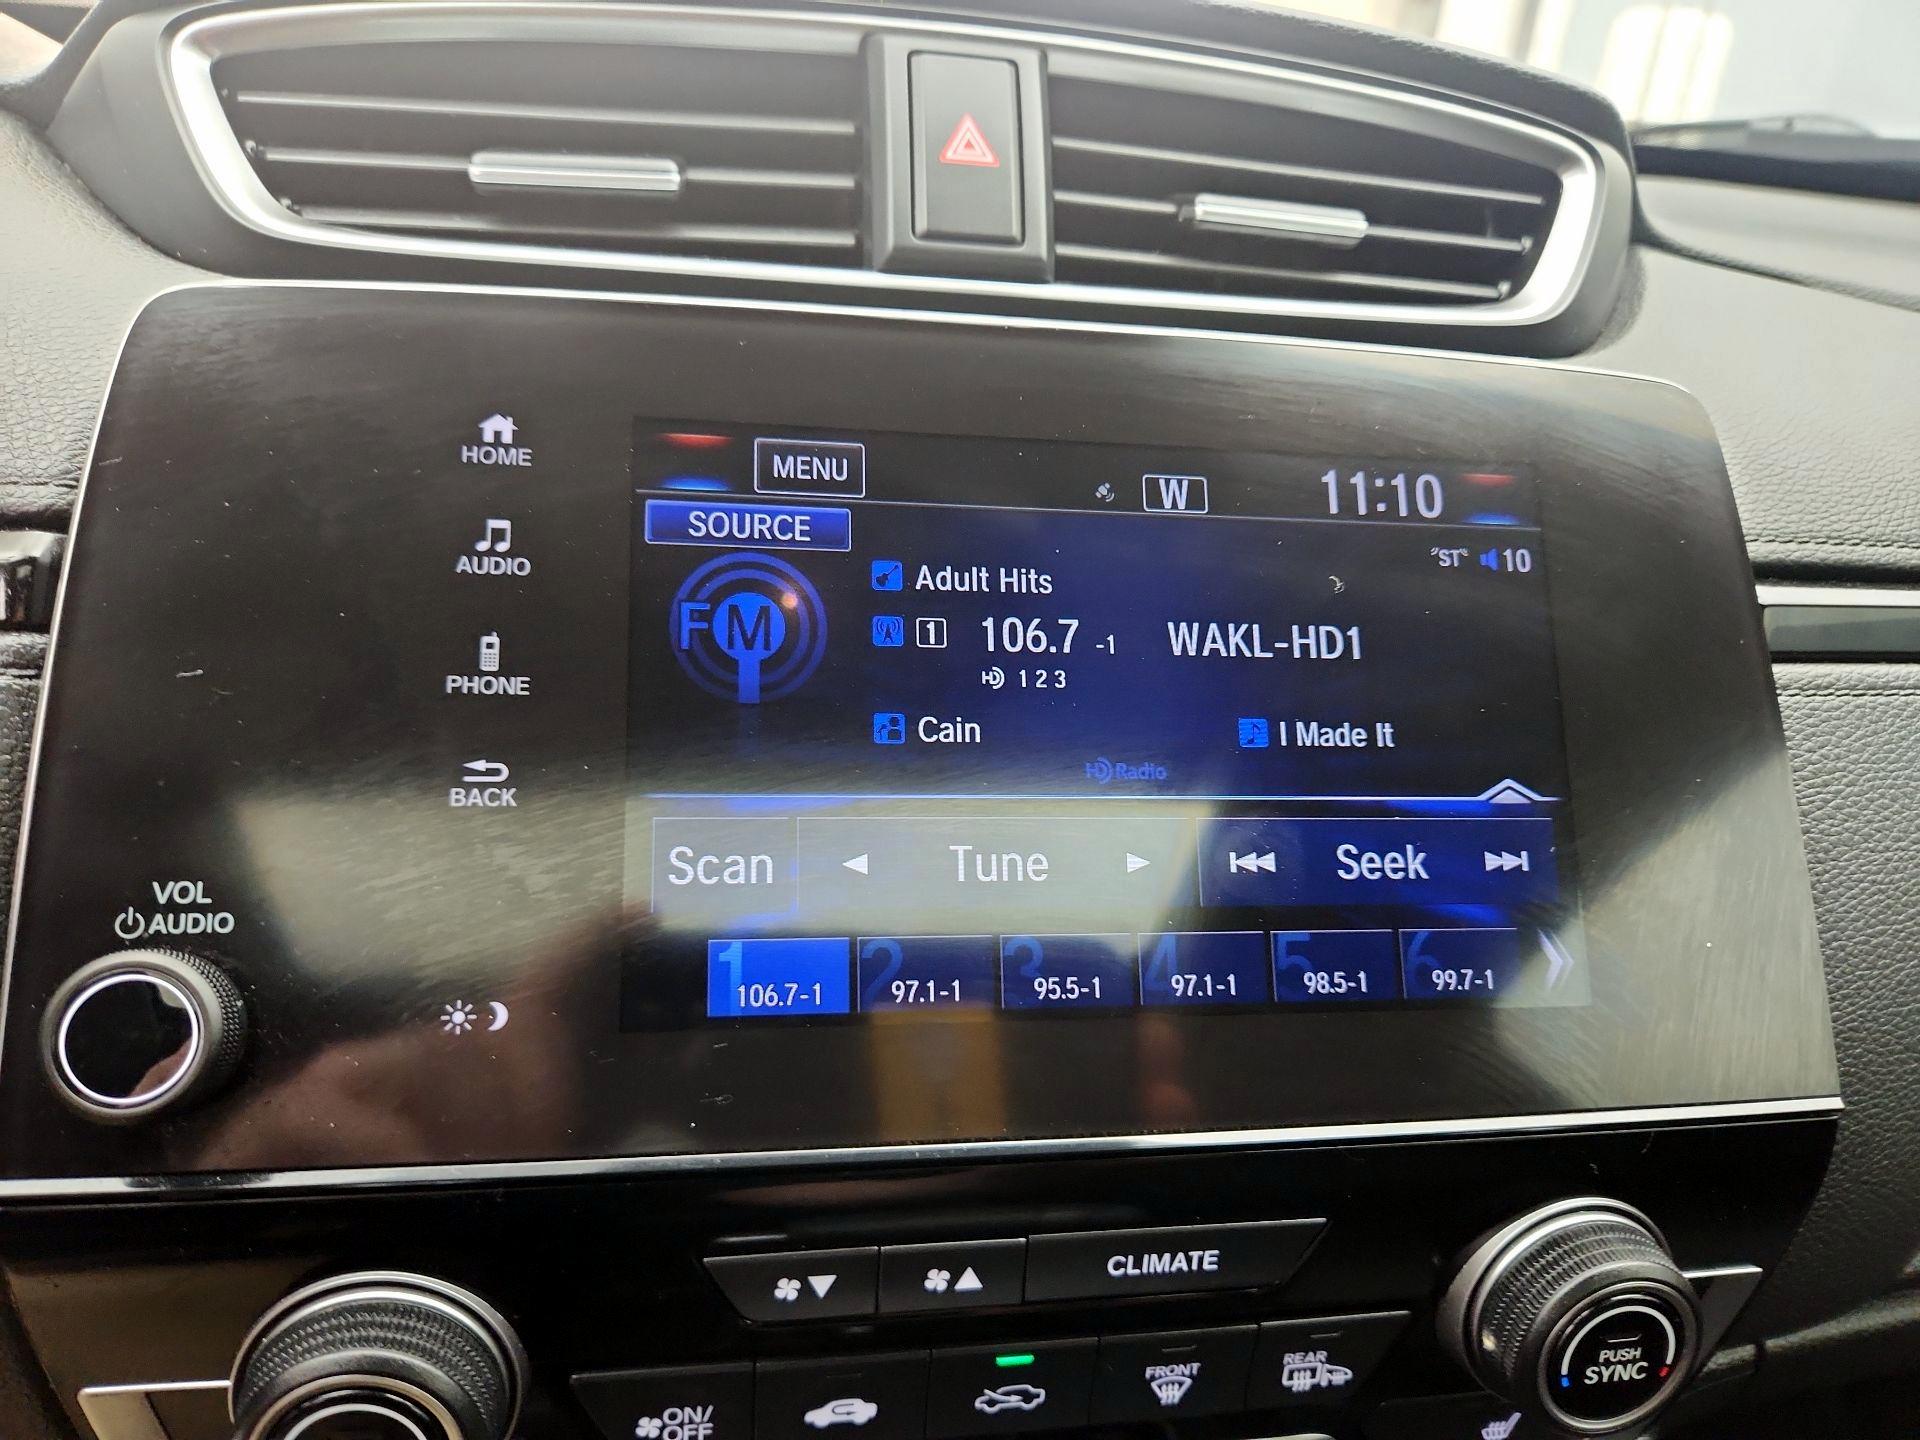 HOME
AUDIO
PHONE
BACK
VOL
AUDIO
MENU
W
11:10
SOURCE
"ST" 10
FM
Adult Hits
1 106.7 -1 WAKL-HD1
HD 1 2 3
Cain
I Made It
HD Radio
Scan
Tune
Seek
1 106.7-1
2 97.1-1
3 95.5-1
4 97.1-1
5 98.5-1
6 99.7-1
CLIMATE
ON/
OFF
FRONT
REAR
PUSH
SYNC